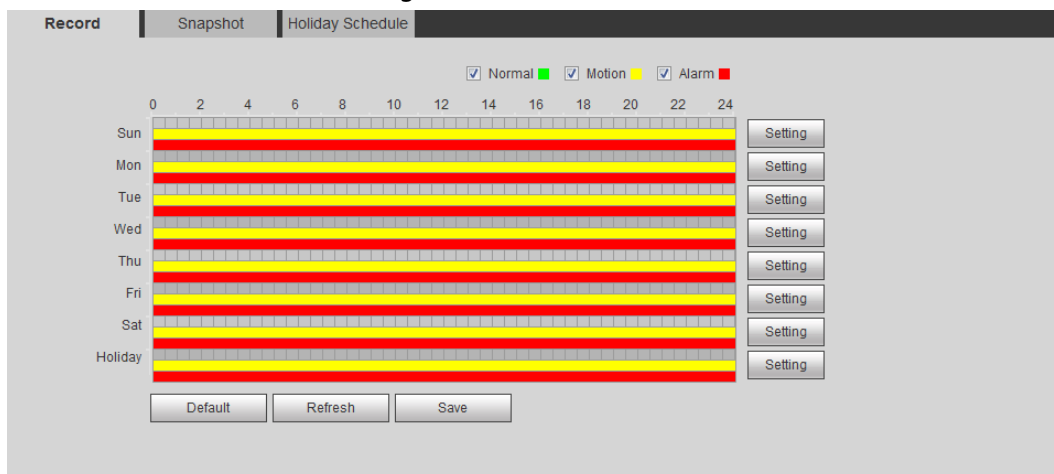 Record Snapshot Holiday Schedule
Normal Motion Alarm
0 2 4 6 8 10 12 14 16 18 20 22 24
Sun Setting
Mon Setting
Tue Setting
Wed Setting
Thu Setting
Fri Setting
Sat Setting
Holiday Setting
Default Refresh Save